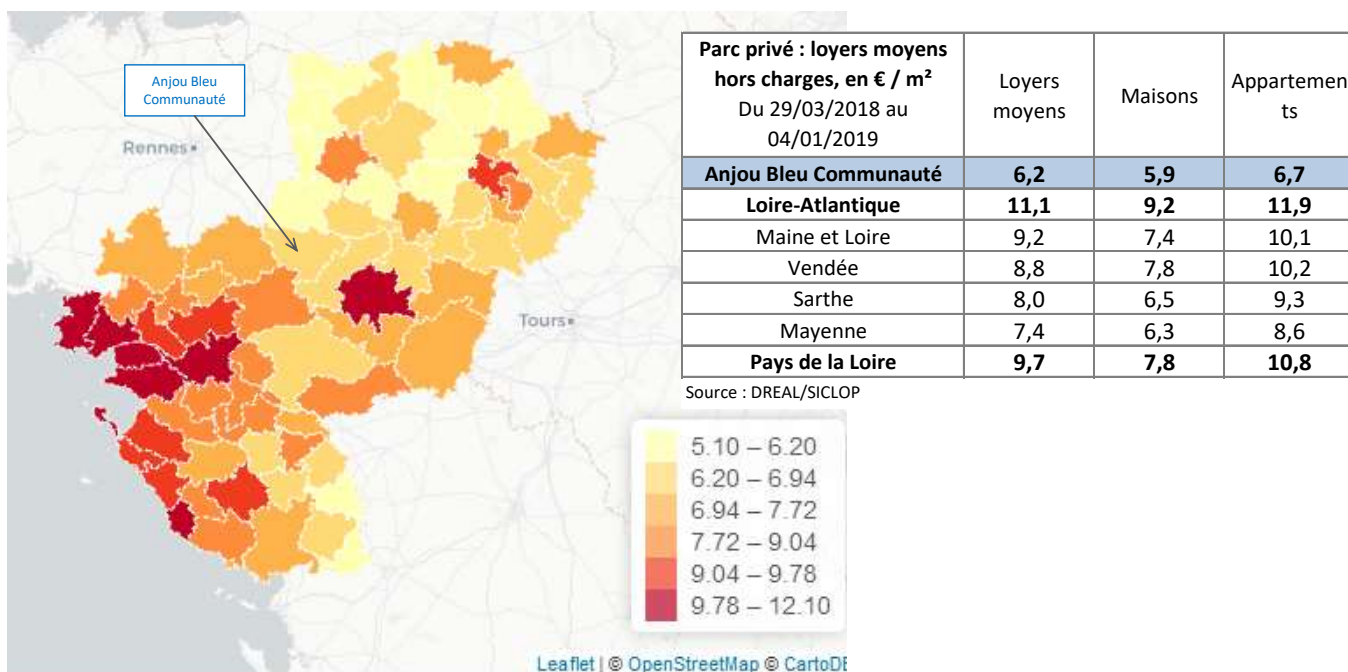 Anjou Bleu
Communauté
Rennes
Tours
Parc privé : loyers moyens
hors charges, en € / m²
Du 29/03/2018 au
04/01/2019
Loyers
moyens
Maisons
Appartemen
ts
Anjou Bleu Communauté 6,2 5,9 6,7
Loire-Atlantique 11,1 9,2 11,9
Maine et Loire 9,2 7,4 10,1
Vendée 8,8 7,8 10,2
Sarthe 8,0 6,5 9,3
Mayenne 7,4 6,3 8,6
Pays de la Loire 9,7 7,8 10,8
Source : DREAL/SICLOP
5.10 – 6.20
6.20 – 6.94
6.94 – 7.72
7.72 – 9.04
9.04 – 9.78
9.78 – 12.10
Leaflet | © OpenStreetMap © CartoDB